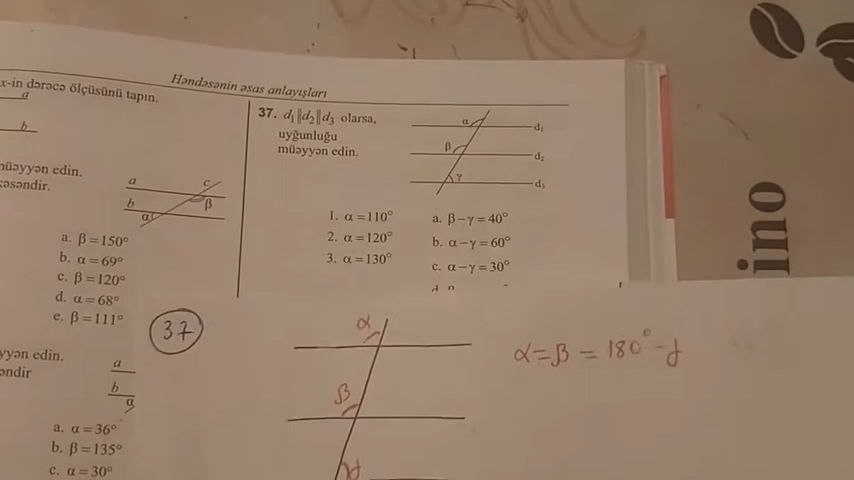 Həndəsənin əsas anlayışları
x-in dərəcə ölçüsünü tapın.
a
b
müəyyən edin.
a
c
b
α
β
a. β=150°
b. α=69°
c. β=120°
d. α=68°
e. β=111°
yyən edin.
əndir
a
b
α
a. α=36°
b. β=135°
c. α=30°
37. d₁∥d₂∥d₃ olarsa,
uyğunluğu
müəyyən edin.
α
d₁
β
d₂
γ
d₃
1. α=110°
2. α=120°
3. α=130°
a. β−γ=40°
b. α−γ=60°
c. α−γ=30°
37
α
β
γ
α=β=180°-γ
ino